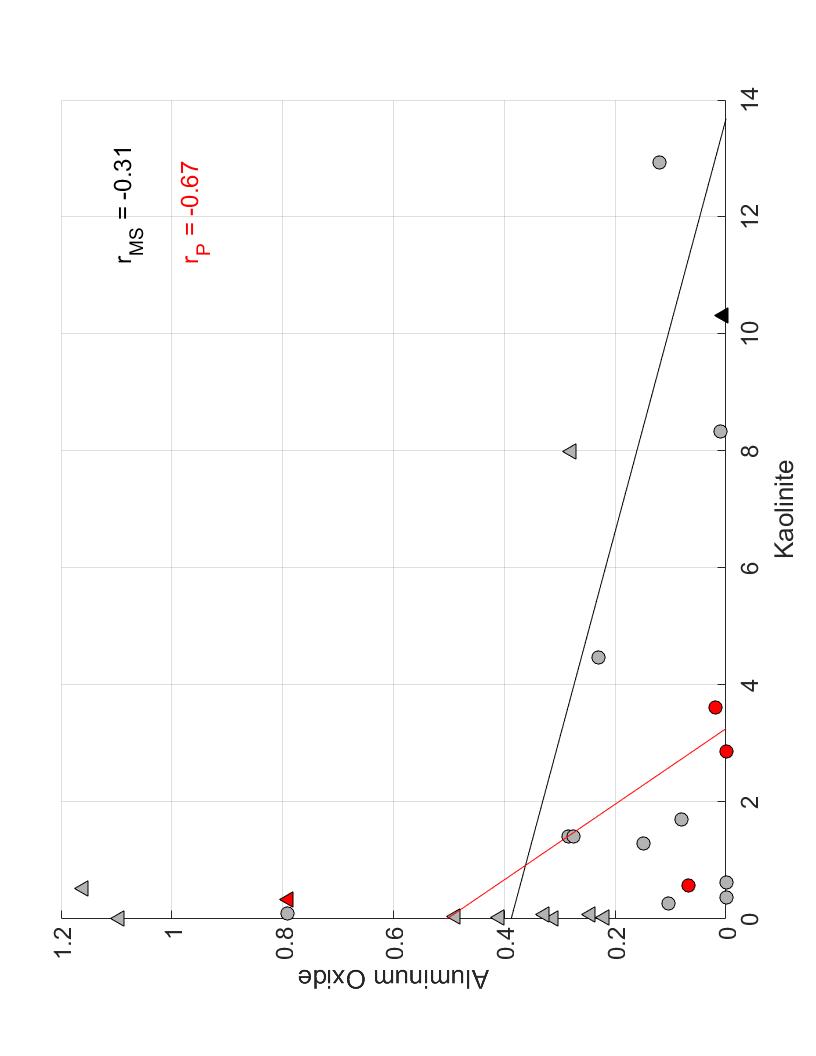 1.2
1
0.8
0.6
0.4
0.2
0
Aluminum Oxide
r_MS = -0.31
r_P = -0.67
0 2 4 6 8 10 12 14
Kaolinite